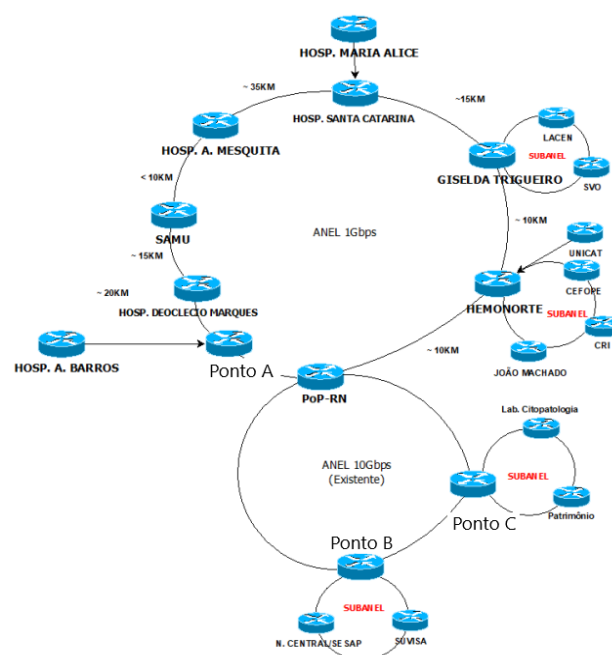 HOSP. MARIA ALICE
~ 35KM
~15KM
HOSP. SANTA CATARINA
LACEN
HOSP. A. MESQUITA
SUBANEL
GISELDA TRIGUEIRO
SVO
< 10KM
~ 10KM
SAMU
ANEL 1Gbps
UNICAT
~ 15KM
CEFOPE
~ 20KM
HEMONORTE
HOSP. DEOCLECIO MARQUES
SUBANEL
CRI
HOSP. A. BARROS
Ponto A
~ 10KM
JOÃO MACHADO
PoP-RN
Lab. Citopatologia
ANEL 10Gbps
(Existente)
SUBANEL
Ponto C
Patrimônio
Ponto B
SUBANEL
N. CENTRAL/SESAP
SUVISA